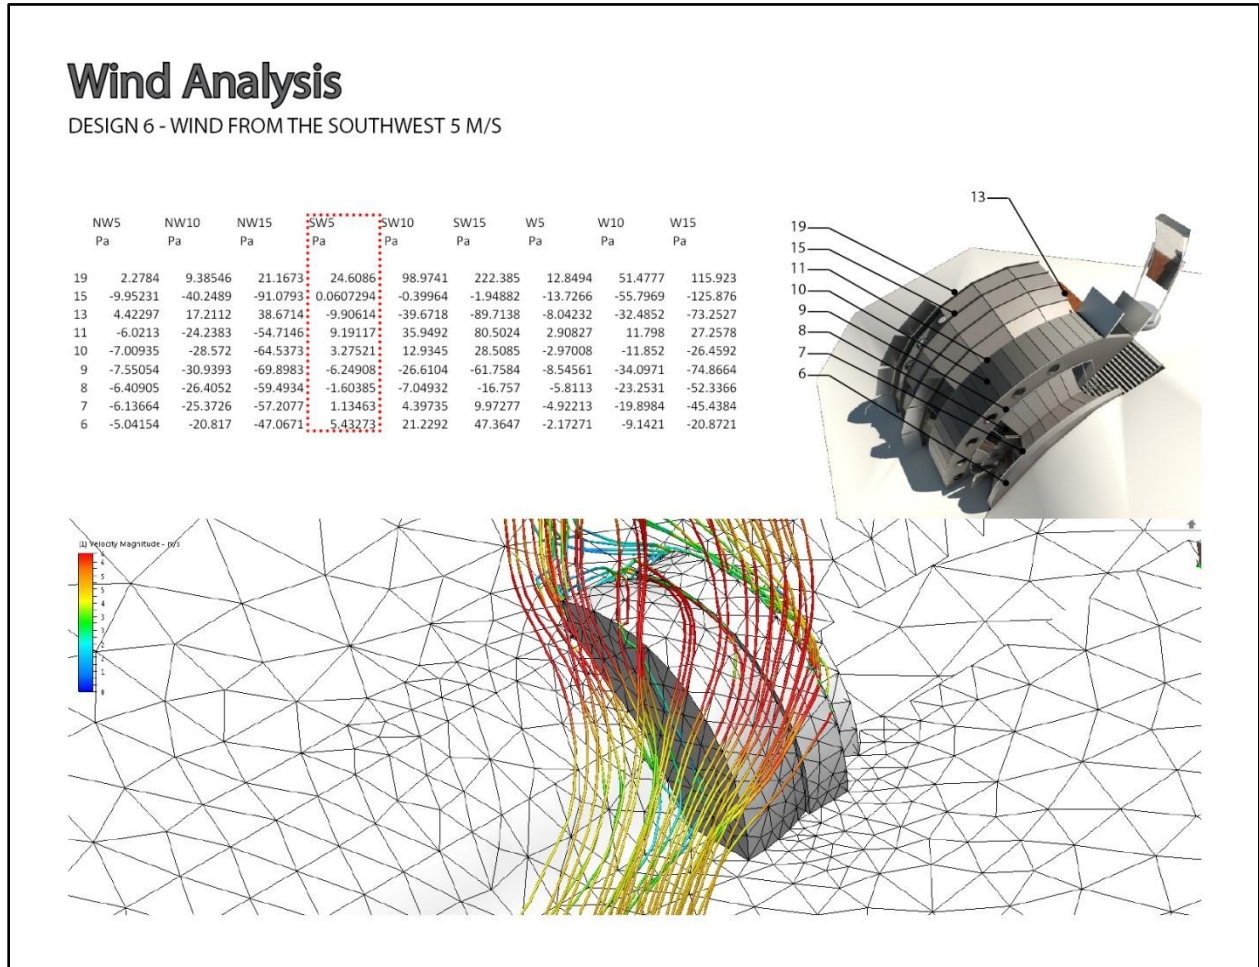 Wind Analysis
DESIGN 6 - WIND FROM THE SOUTHWEST 5 M/S
NW5 NW10 NW15 SW5 SW10 SW15 W5 W10 W15
Pa Pa Pa Pa Pa Pa Pa Pa Pa
19 2.2784 9.38546 21.1673 24.6086 98.9741 222.385 12.8494 51.4777 115.923
15 -9.95231 -40.2489 -91.0793 0.0607294 -0.39964 -1.94882 -13.7266 -55.7969 -125.876
13 4.42297 17.2112 38.6714 -9.90614 -39.6718 -89.7138 -8.04232 -32.4852 -73.2527
11 -6.0213 -24.2383 -54.7146 9.19117 35.9492 80.5024 2.90827 11.798 27.2578
10 -7.00935 -28.572 -64.5373 3.27521 12.9345 28.5085 -2.97008 -11.852 -26.4592
9 -7.55054 -30.9393 -69.8983 -6.24908 -26.6104 -61.7584 -8.54561 -34.0971 -74.8664
8 -6.40905 -26.4052 -59.4934 -1.60385 -7.04932 -16.757 -5.8113 -23.2531 -52.3366
7 -6.13664 -25.3726 -57.2077 1.13463 4.39735 9.97277 -4.92213 -19.8984 -45.4384
6 -5.04154 -20.817 -47.0671 5.43273 21.2292 47.3647 -2.17271 -9.1421 -20.8721
13
19
15
11
10
9
8
7
6
(1) Velocity Magnitude - m/s
6
5
5
4
3
3
2
2
1
0